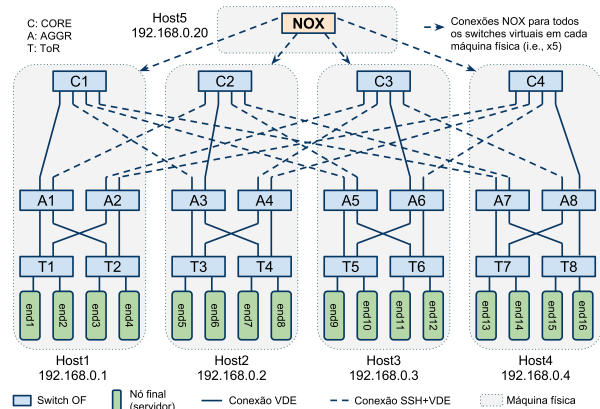 C: CORE
A: AGGR
T: ToR
Host5
192.168.0.20
NOX
Conexões NOX para todos
os switches virtuais em cada
máquina física (i.e., x5)
C1
C2
C3
C4
A1
A2
A3
A4
A5
A6
A7
A8
T1
T2
T3
T4
T5
T6
T7
T8
end1
end2
end3
end4
end5
end6
end7
end8
end9
end10
end11
end12
end13
end14
end15
end16
Host1
192.168.0.1
Host2
192.168.0.2
Host3
192.168.0.3
Host4
192.168.0.4
Switch OF
Nó final
(servidor)
Conexão VDE
Conexão SSH+VDE
Máquina física